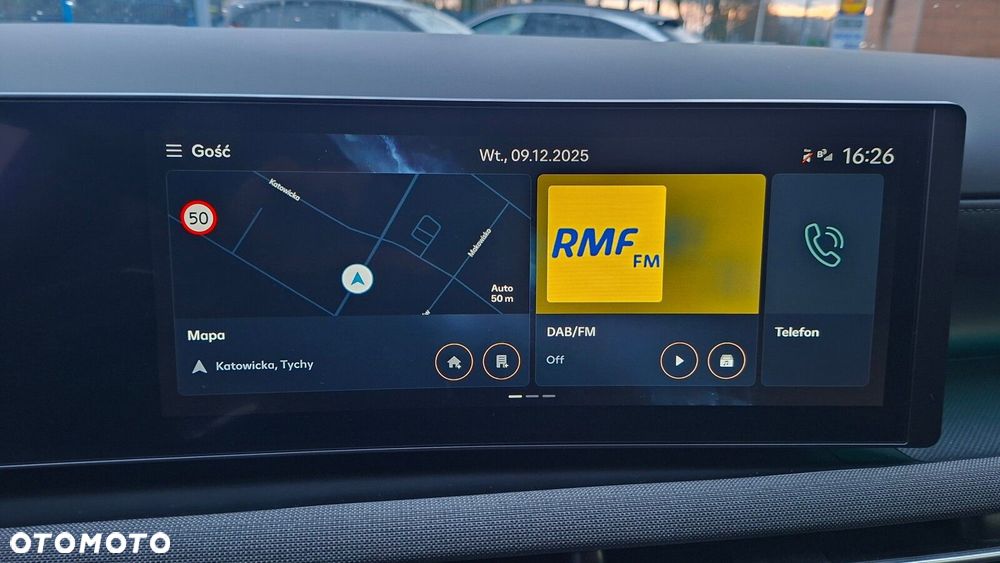 Gość
Wt., 09.12.2025
16:26
50
Katowicka
Makowisko
Auto
50 m
RMF
FM
Mapa
Katowicka, Tychy
DAB/FM
Off
Telefon
OTOMOTO